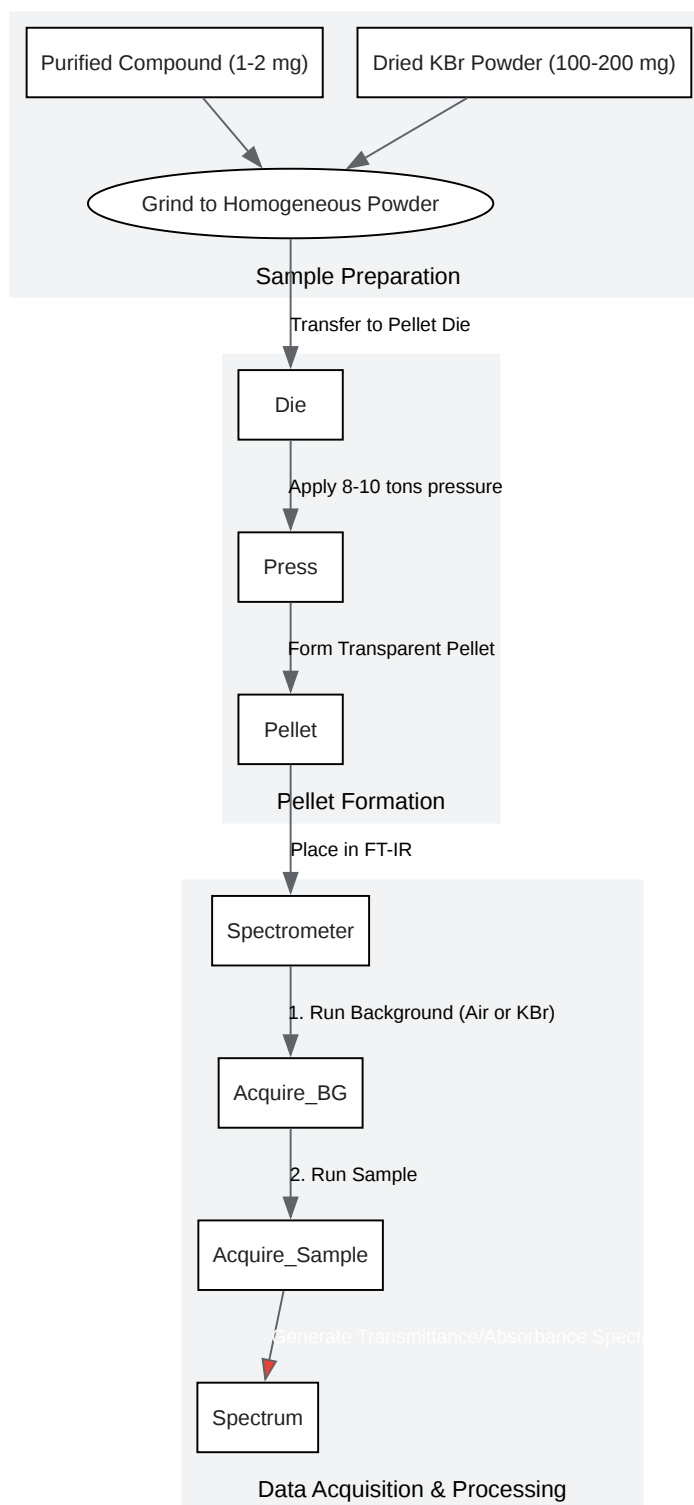 Purified Compound (1-2 mg)
Dried KBr Powder (100-200 mg)
Grind to Homogeneous Powder
Sample Preparation
Transfer to Pellet Die
Die
Apply 8-10 tons pressure
Press
Form Transparent Pellet
Pellet
Pellet Formation
Place in FT-IR
Spectrometer
1. Run Background (Air or KBr)
Acquire_BG
2. Run Sample
Acquire_Sample
Generate Transmittance/Absorbance
Spectrum
Data Acquisition & Processing